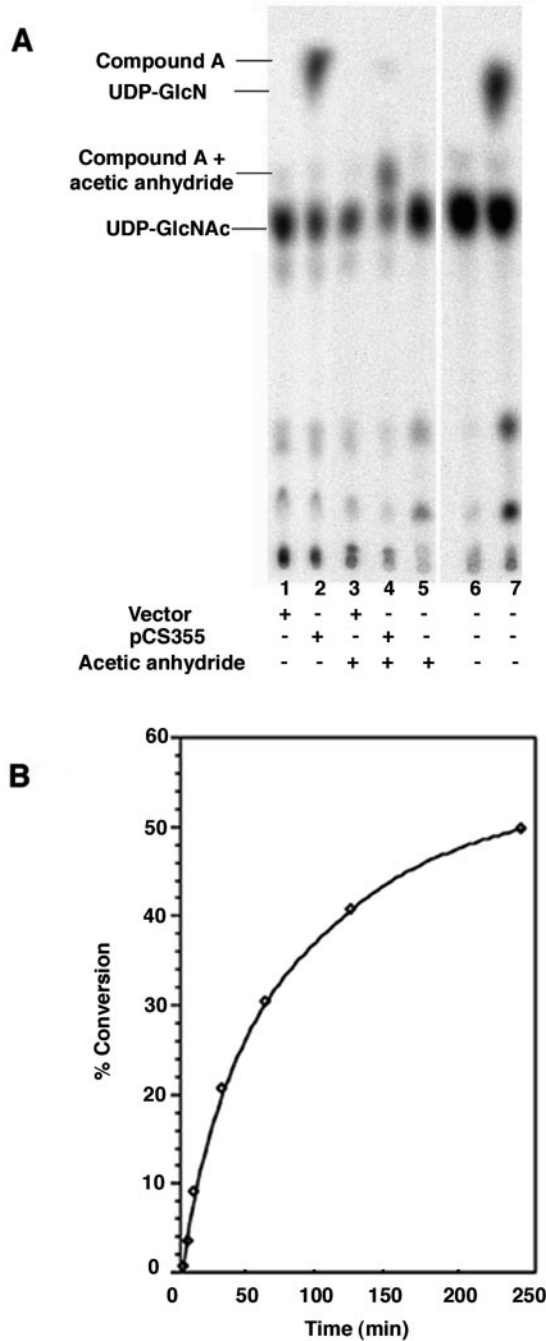 A
Compound A
UDP-GlcN
Compound A +
acetic anhydride
UDP-GlcNAc
1 2 3 4 5 6 7
Vector + - + - - - -
pCS355 - + - + - - -
Acetic anhydride - - + + + - -
B
60
50
40
30
20
10
0
% Conversion
0 50 100 150 200 250
Time (min)